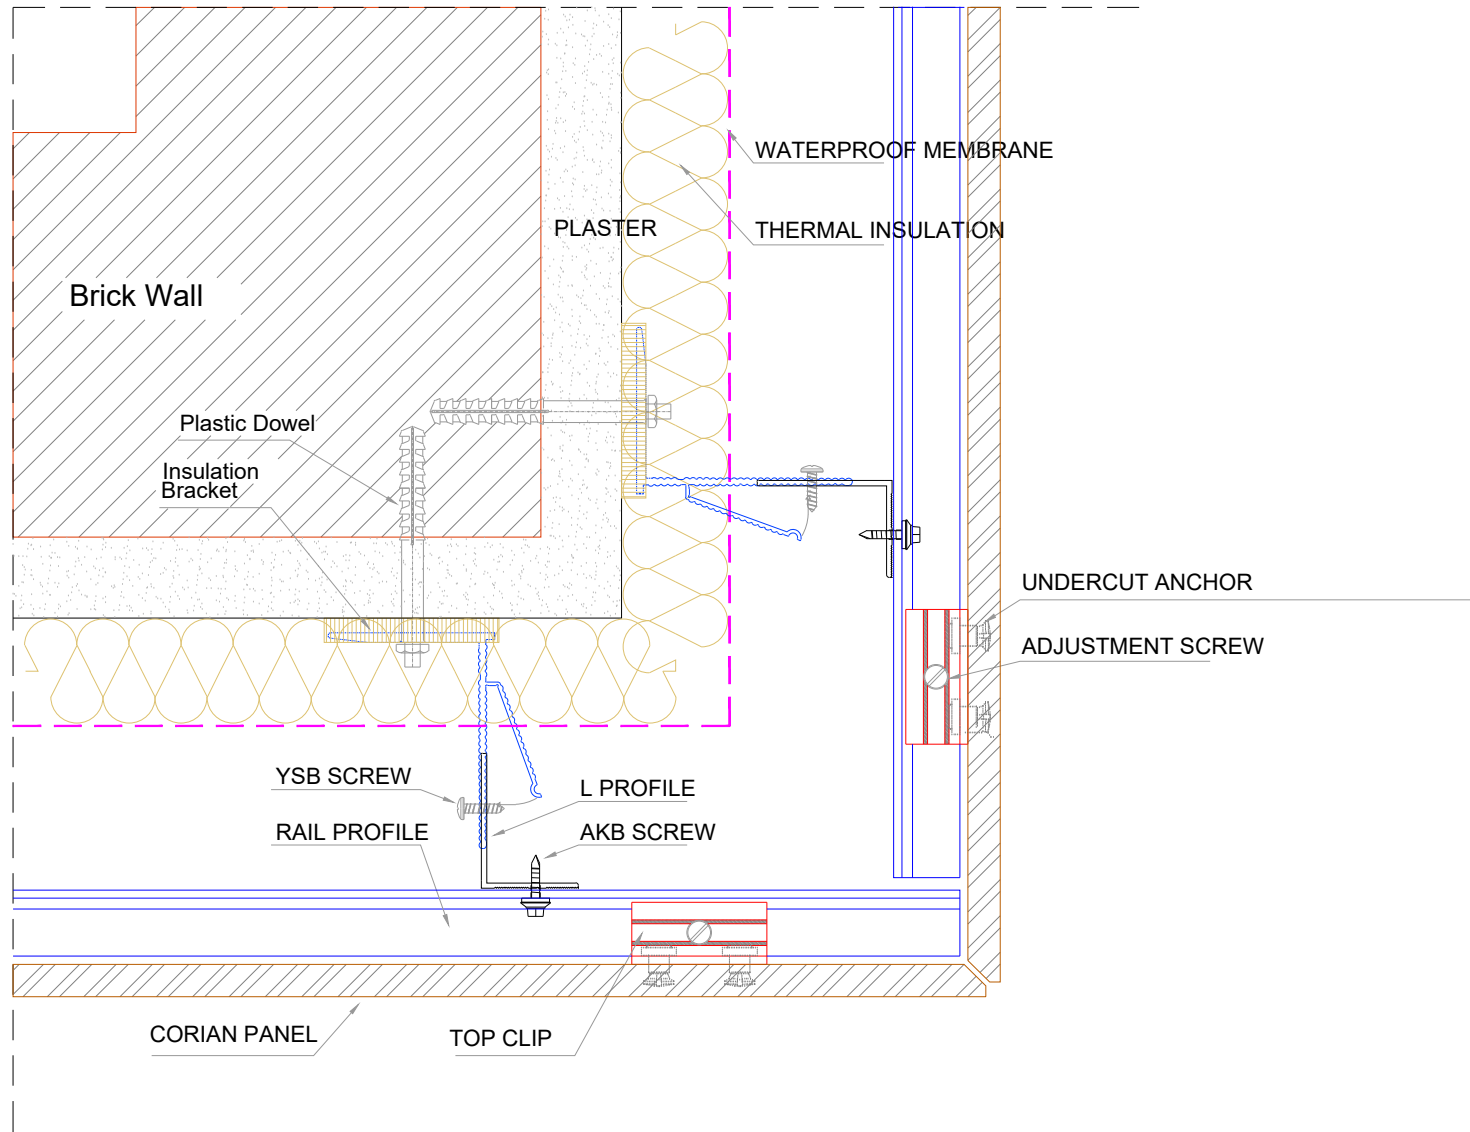 WATERPROOF MEMBRANE
PLASTER
THERMAL INSULATION
Brick Wall
Plastic Dowel
Insulation
Bracket
UNDERCUT ANCHOR
ADJUSTMENT SCREW
YSB SCREW
L PROFILE
RAIL PROFILE
AKB SCREW
CORIAN PANEL
TOP CLIP